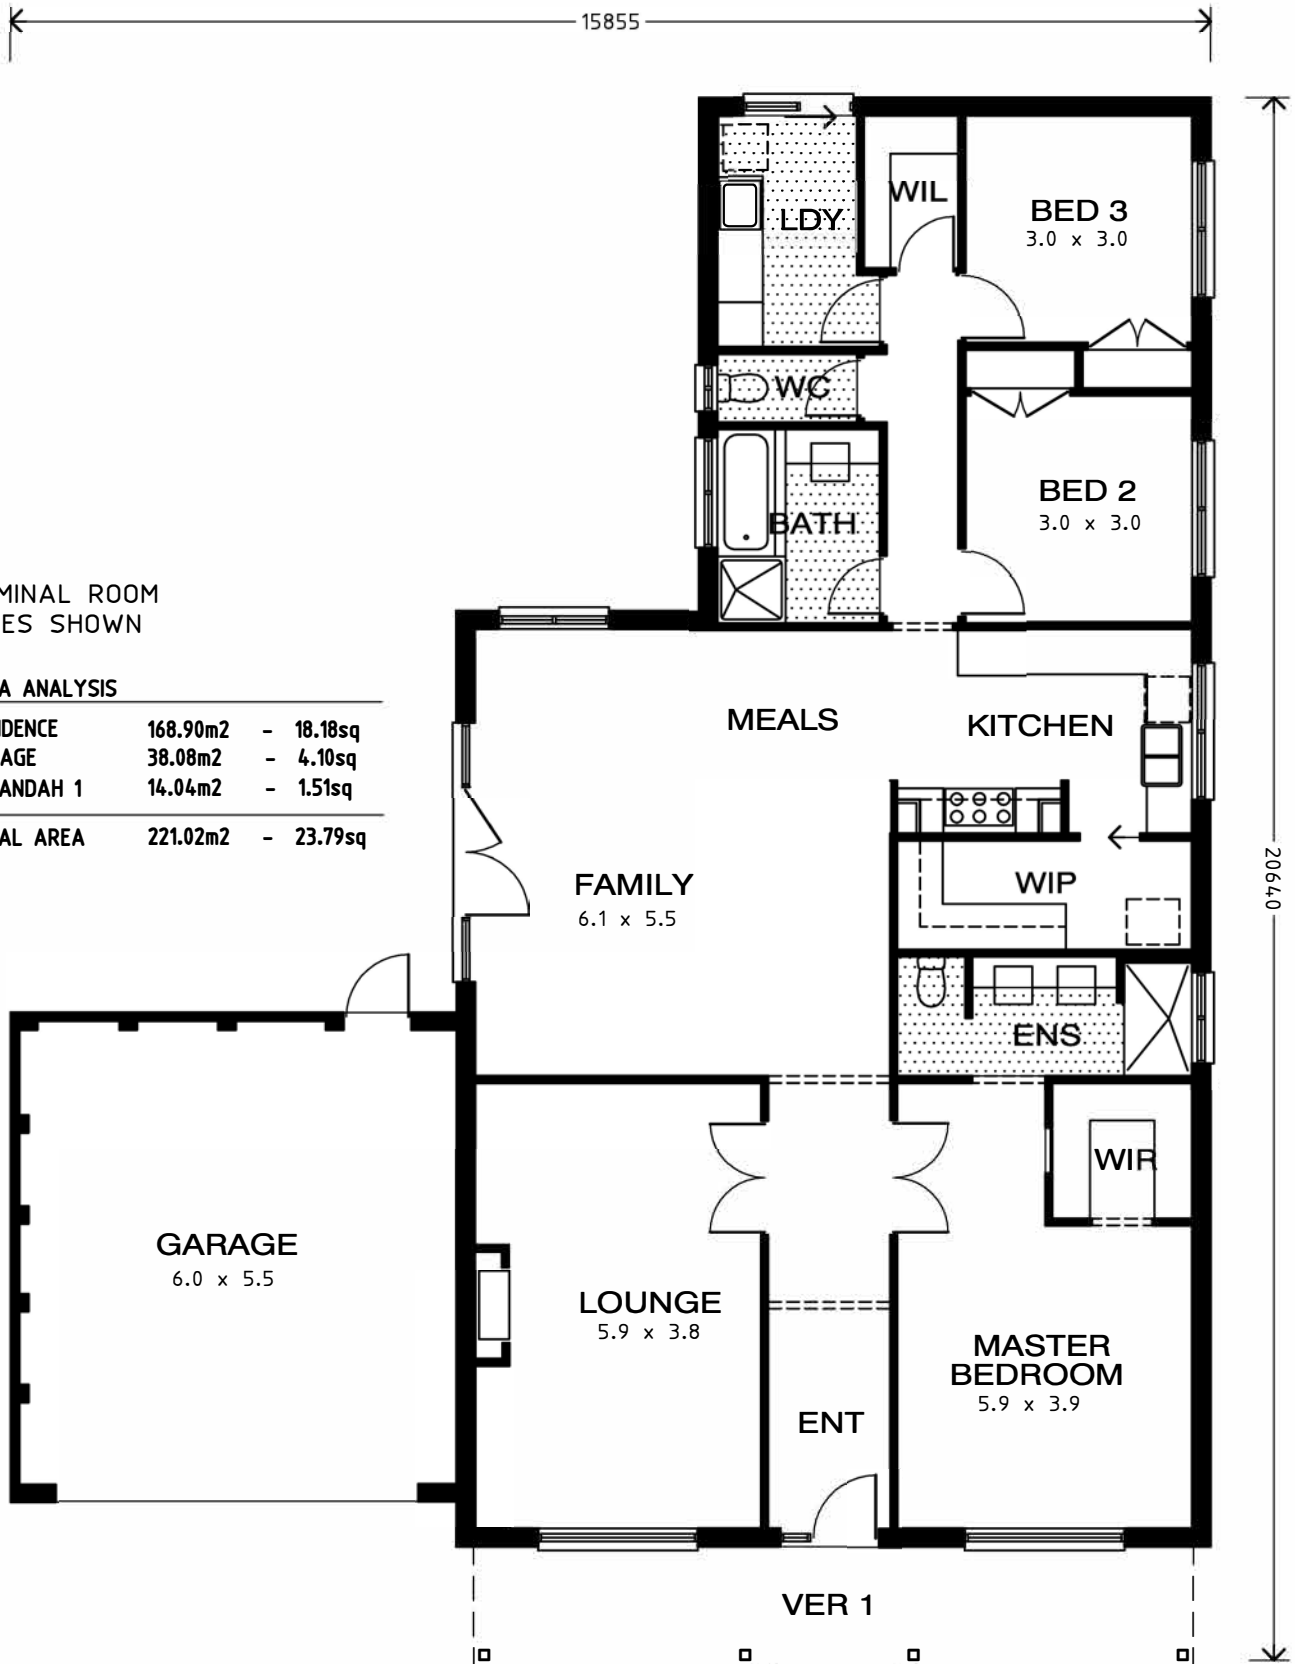 15855
WIL
BED 3
3.0 x 3.0
LDY
WC
BED 2
3.0 x 3.0
BATH
MINAL ROOM
ES SHOWN
A ANALYSIS
IDENCE 168.90m2 - 18.18sq
AGE 38.08m2 - 4.10sq
ANDAH 1 14.04m2 - 1.51sq
AL AREA 221.02m2 - 23.79sq
MEALS
KITCHEN
20640
FAMILY
6.1 x 5.5
WIP
ENS
WIR
GARAGE
6.0 x 5.5
LOUNGE
5.9 x 3.8
MASTER
BEDROOM
5.9 x 3.9
ENT
VER 1